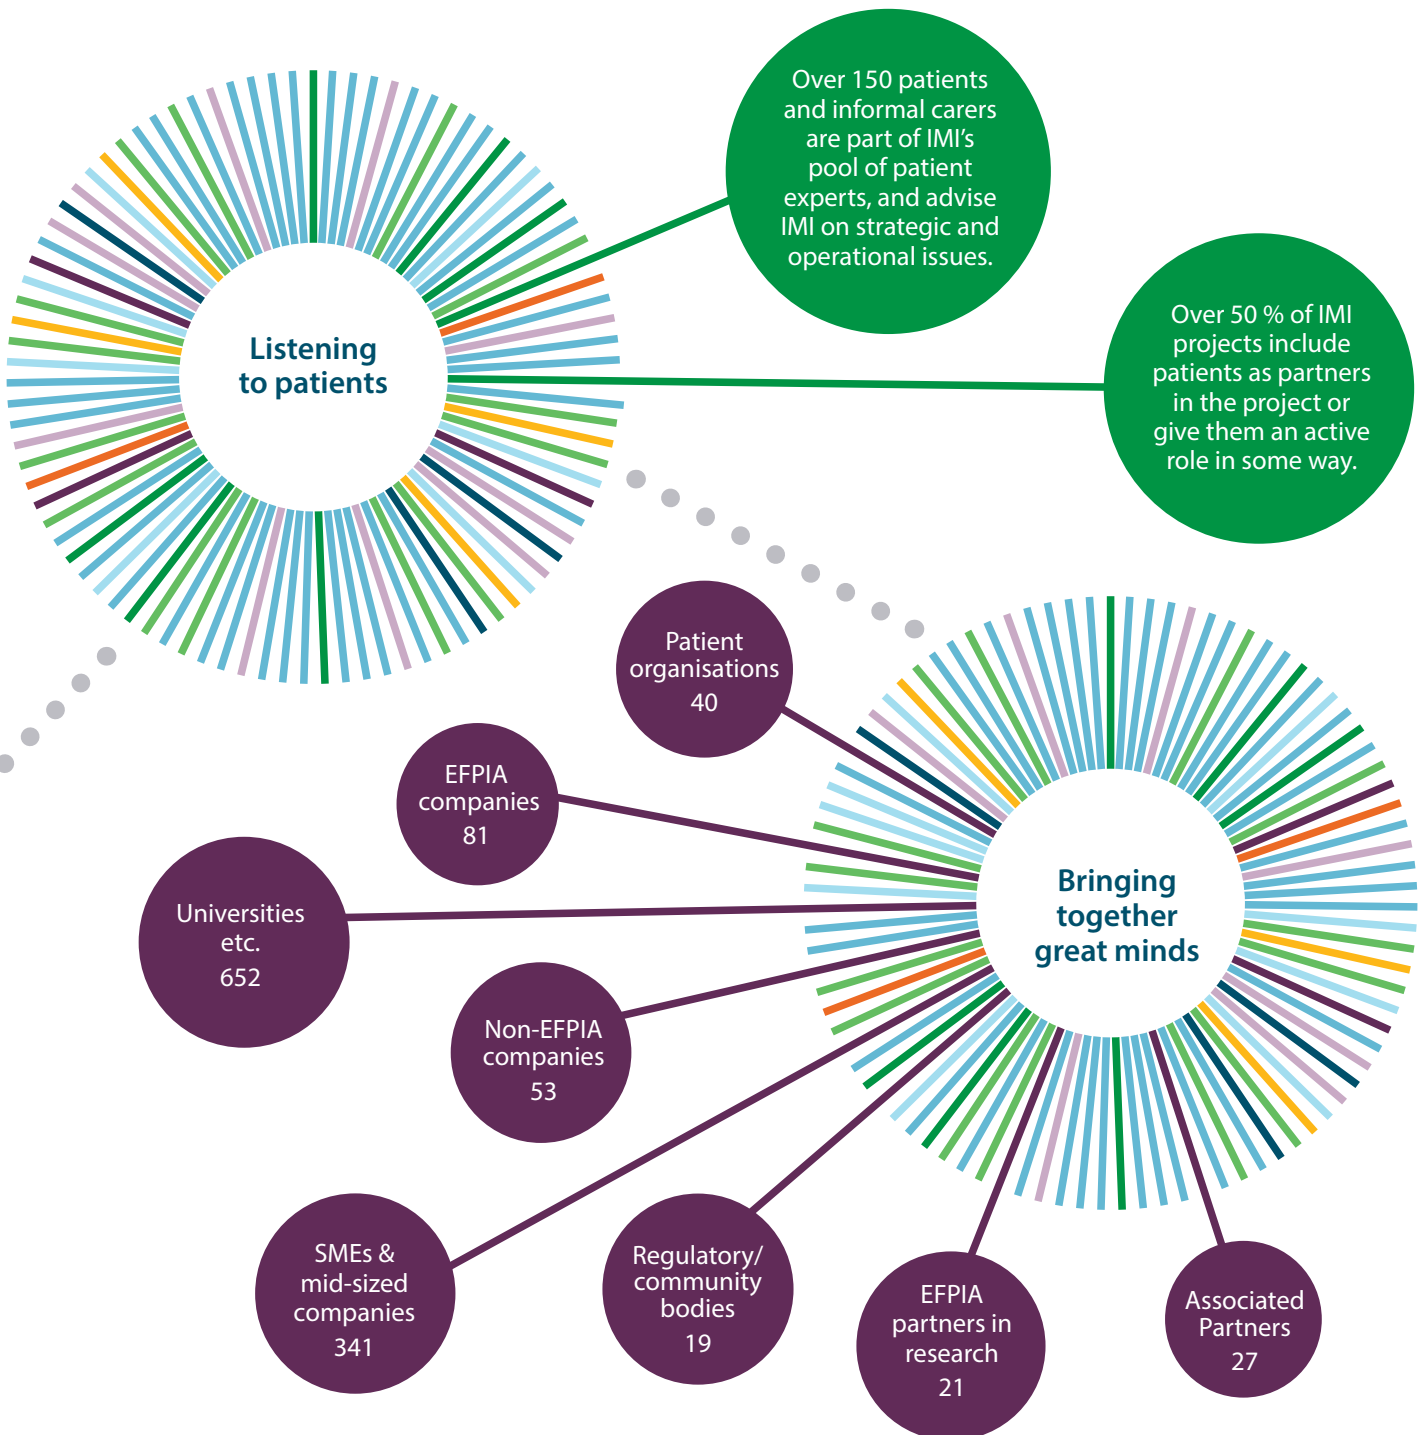 Over 150 patients
and informal carers
are part of IMI’s
pool of patient
experts, and advise
IMI on strategic and
operational issues.
Listening
to patients
Over 50 % of IMI
projects include
patients as partners
in the project or
give them an active
role in some way.
Patient
organisations
40
EFPIA
companies
81
Universities
etc.
652
Non-EFPIA
companies
53
SMEs &
mid-sized
companies
341
Regulatory/
community
bodies
19
EFPIA
partners in
research
21
Associated
Partners
27
Bringing
together
great minds